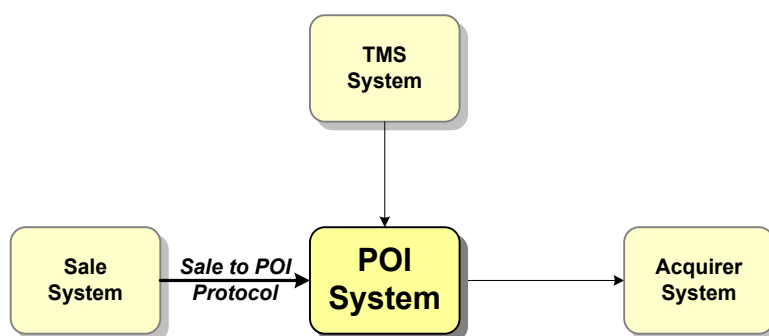 TMS
System
Sale
System
Sale to POI
Protocol
POI
System
Acquirer
System